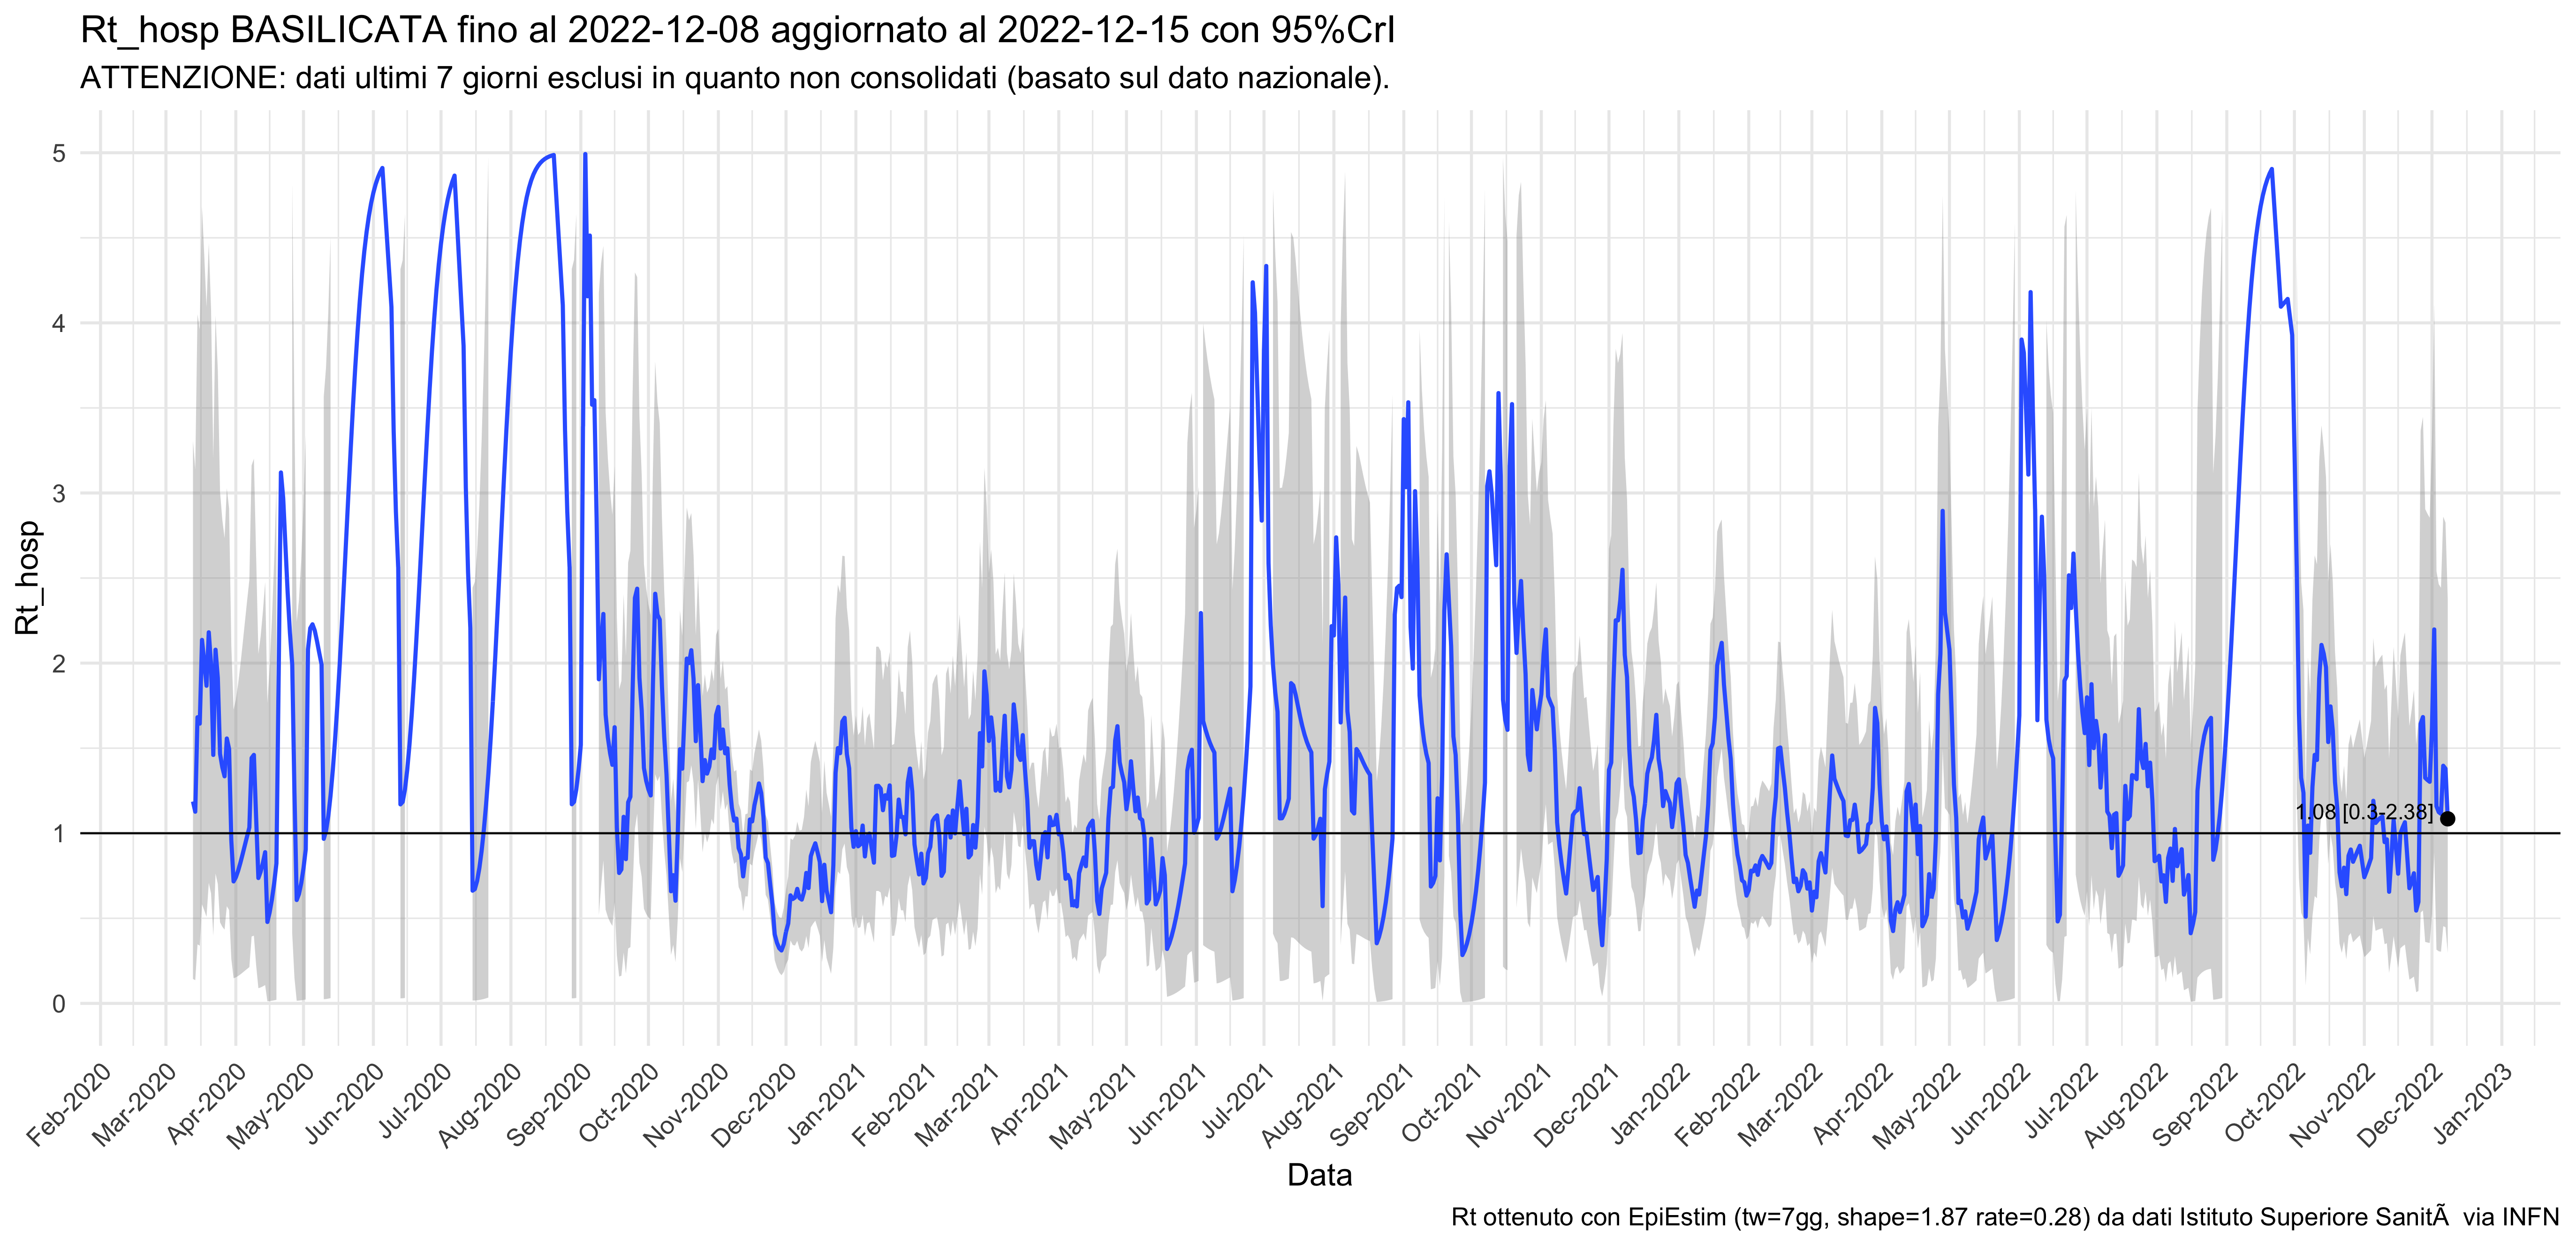 Rt_hosp BASILICATA fino al 2022-12-08 aggiornato al 2022-12-15 con 95%CrI
ATTENZIONE: dati ultimi 7 giorni esclusi in quanto non consolidati (basato sul dato nazionale).
5
4
3
2
1
0
Rt_hosp
1.08 [0.3-2.38]
Feb-2020
Mar-2020
Apr-2020
May-2020
Jun-2020
Jul-2020
Aug-2020
Sep-2020
Oct-2020
Nov-2020
Dec-2020
Jan-2021
Feb-2021
Mar-2021
Apr-2021
May-2021
Jun-2021
Jul-2021
Aug-2021
Sep-2021
Oct-2021
Nov-2021
Dec-2021
Jan-2022
Feb-2022
Mar-2022
Apr-2022
May-2022
Jun-2022
Jul-2022
Aug-2022
Sep-2022
Oct-2022
Nov-2022
Dec-2022
Jan-2023
Data
Rt ottenuto con EpiEstim (tw=7gg, shape=1.87 rate=0.28) da dati Istituto Superiore SanitÃ  via INFN